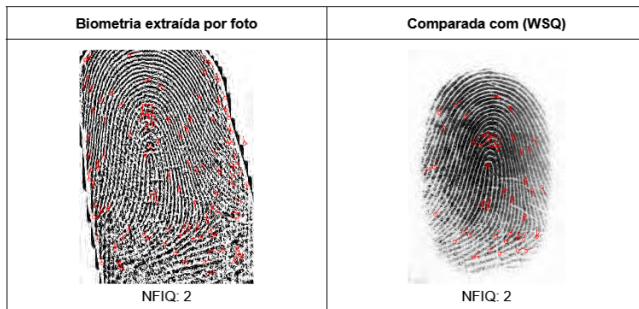 Biometria extraída por foto
Comparada com (WSQ)
NFIQ: 2
NFIQ: 2